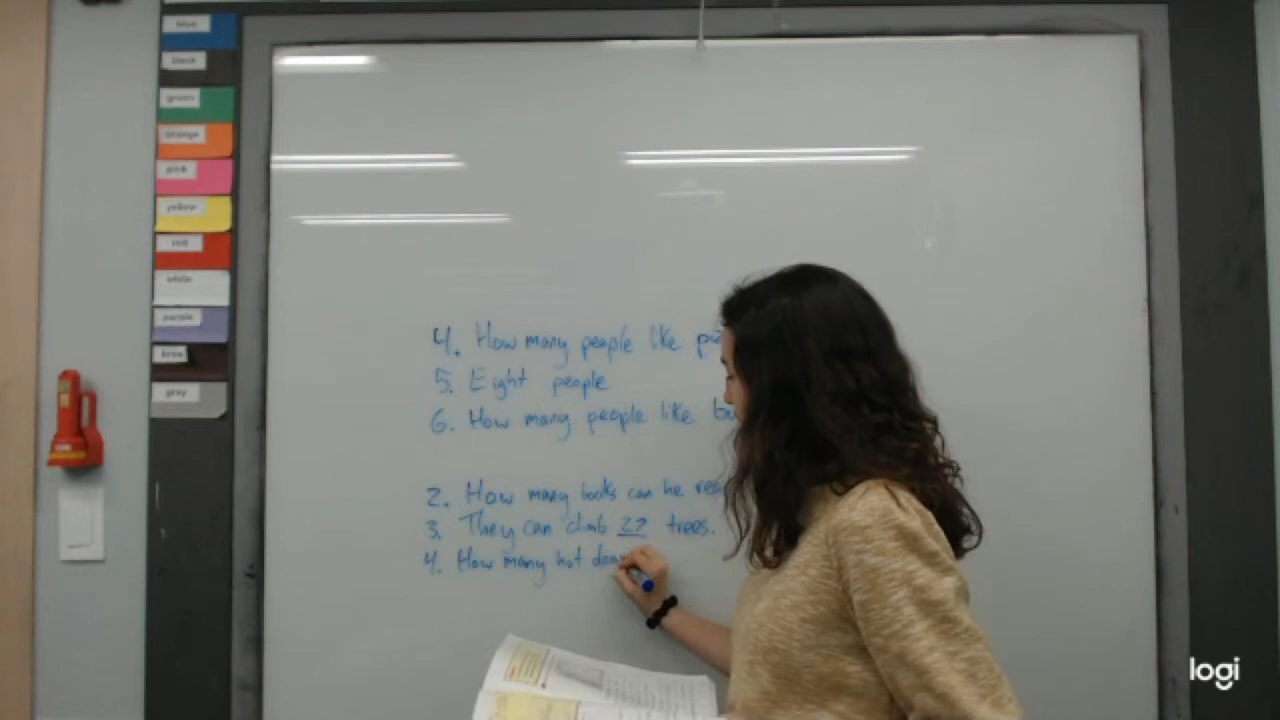 blue
black
green
orange
pink
yellow
red
white
purple
brow
gray
4. How many people like
5. Eight people
6. How many people like
2. How many books can he
3. They can climb 27 trees.
4. How many hot
logi